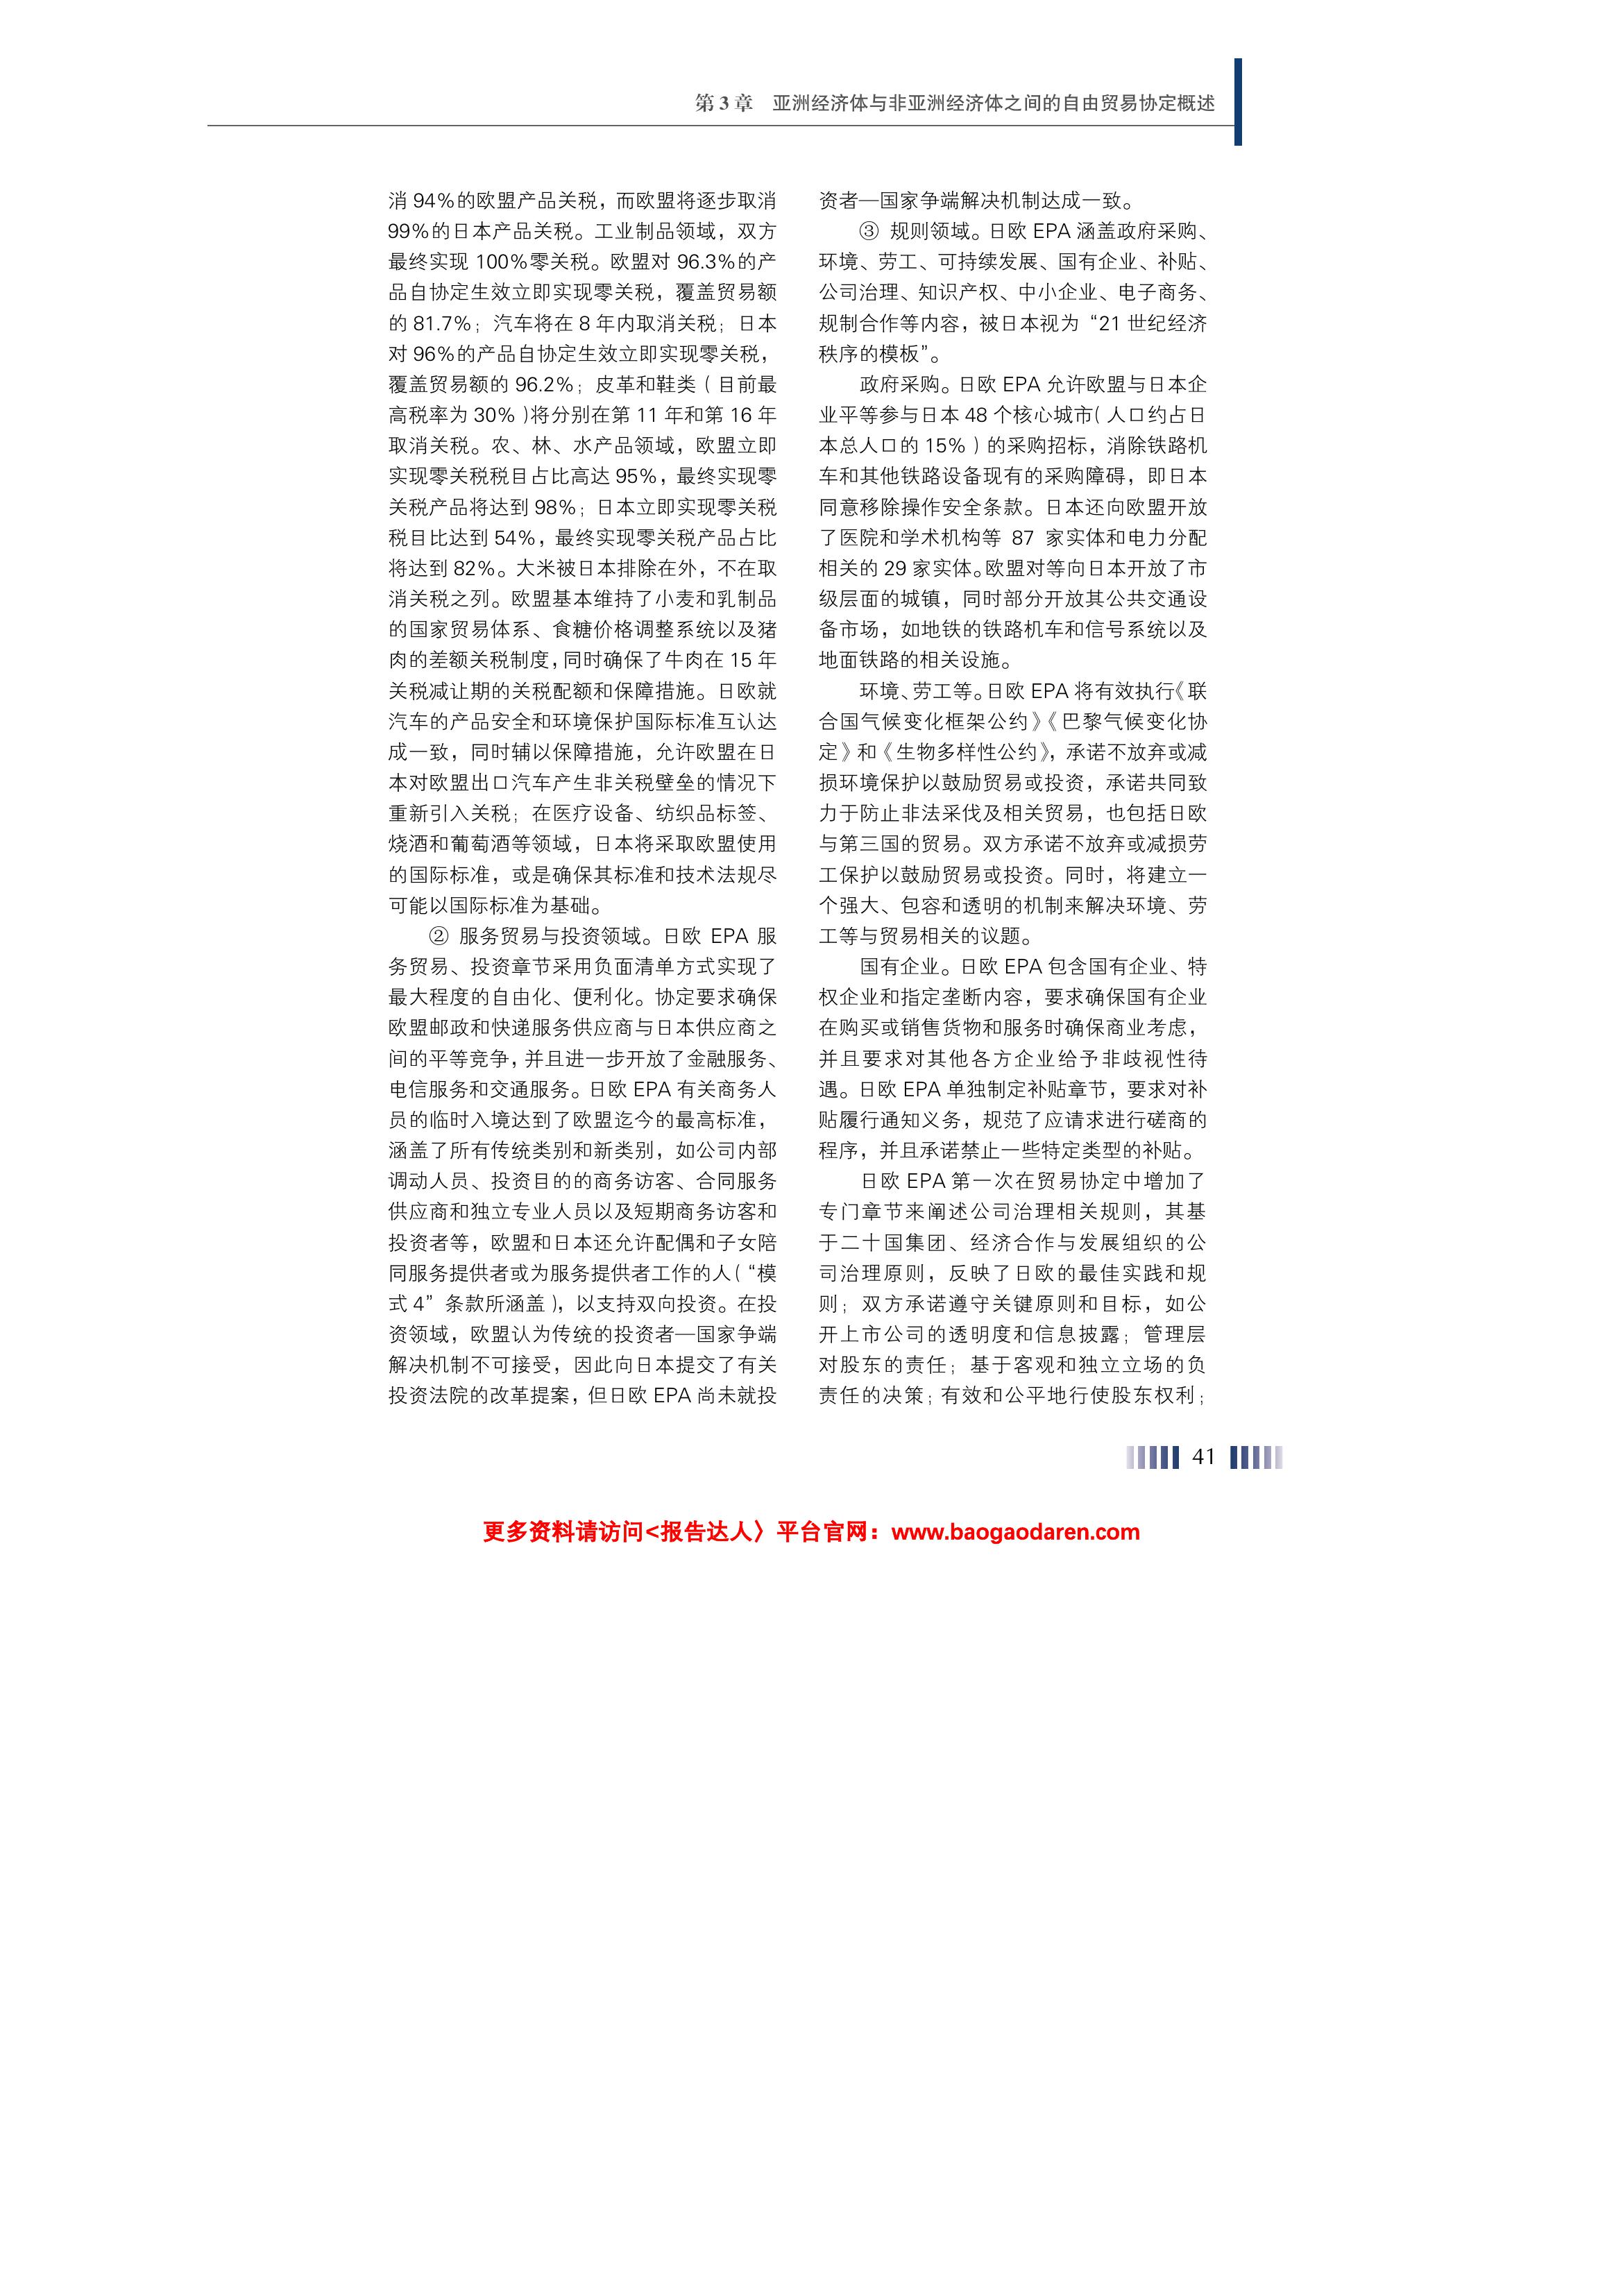 第 3 章　亚洲经济体与非亚洲经济体之间的自由贸易协定概述
消 94%的欧盟产品关税，而欧盟将逐步取消
99%的日本产品关税。工业制品领域，双方
最终实现 100%零关税。欧盟对 96.3%的产
品自协定生效立即实现零关税，覆盖贸易额
的 81.7%；汽车将在 8 年内取消关税；日本
对 96%的产品自协定生效立即实现零关税，
覆盖贸易额的 96.2%；皮革和鞋类（目前最
高税率为 30%）将分别在第 11 年和第 16 年
取消关税。农、林、水产品领域，欧盟立即
实现零关税税目占比高达 95%，最终实现零
关税产品将达到 98%；日本立即实现零关税
税目比达到 54%，最终实现零关税产品占比
将达到 82%。大米被日本排除在外，不在取
消关税之列。欧盟基本维持了小麦和乳制品
的国家贸易体系、食糖价格调整系统以及猪
肉的差额关税制度，同时确保了牛肉在 15 年
关税减让期的关税配额和保障措施。日欧就
汽车的产品安全和环境保护国际标准互认达
成一致，同时辅以保障措施，允许欧盟在日
本对欧盟出口汽车产生非关税壁垒的情况下
重新引入关税；在医疗设备、纺织品标签、
烧酒和葡萄酒等领域，日本将采取欧盟使用
的国际标准，或是确保其标准和技术法规尽
可能以国际标准为基础。
② 服务贸易与投资领域。日欧 EPA 服
务贸易、投资章节采用负面清单方式实现了
最大程度的自由化、便利化。协定要求确保
欧盟邮政和快递服务供应商与日本供应商之
间的平等竞争，并且进一步开放了金融服务、
电信服务和交通服务。日欧 EPA 有关商务人
员的临时入境达到了欧盟迄今的最高标准，
涵盖了所有传统类别和新类别，如公司内部
调动人员、投资目的的商务访客、合同服务
供应商和独立专业人员以及短期商务访客和
投资者等，欧盟和日本还允许配偶和子女陪
同服务提供者或为服务提供者工作的人（“模
式 4” 条款所涵盖），以支持双向投资。在投
资领域，欧盟认为传统的投资者—国家争端
解决机制不可接受，因此向日本提交了有关
投资法院的改革提案，但日欧 EPA 尚未就投
资者—国家争端解决机制达成一致。
③ 规则领域。日欧 EPA 涵盖政府采购、
环境、劳工、可持续发展、国有企业、补贴、
公司治理、知识产权、中小企业、电子商务、
规制合作等内容，被日本视为 “21 世纪经济
秩序的模板”。
政府采购。日欧 EPA 允许欧盟与日本企
业平等参与日本 48 个核心城市（人口约占日
本总人口的 15%）的采购招标，消除铁路机
车和其他铁路设备现有的采购障碍，即日本
同意移除操作安全条款。日本还向欧盟开放
了医院和学术机构等 87 家实体和电力分配
相关的 29 家实体。欧盟对等向日本开放了市
级层面的城镇，同时部分开放其公共交通设
备市场，如地铁的铁路机车和信号系统以及
地面铁路的相关设施。
环境、劳工等。日欧 EPA 将有效执行《联
合国气候变化框架公约》《巴黎气候变化协
定》和《生物多样性公约》，承诺不放弃或减
损环境保护以鼓励贸易或投资，承诺共同致
力于防止非法采伐及相关贸易，也包括日欧
与第三国的贸易。双方承诺不放弃或减损劳
工保护以鼓励贸易或投资。同时，将建立一
个强大、包容和透明的机制来解决环境、劳
工等与贸易相关的议题。
国有企业。日欧 EPA 包含国有企业、特
权企业和指定垄断内容，要求确保国有企业
在购买或销售货物和服务时确保商业考虑，
并且要求对其他各方企业给予非歧视性待
遇。日欧 EPA 单独制定补贴章节，要求对补
贴履行通知义务，规范了应请求进行磋商的
程序，并且承诺禁止一些特定类型的补贴。
日欧 EPA 第一次在贸易协定中增加了
专门章节来阐述公司治理相关规则，其基
于二十国集团、经济合作与发展组织的公
司治理原则，反映了日欧的最佳实践和规
则；双方承诺遵守关键原则和目标，如公
开上市公司的透明度和信息披露；管理层
对股东的责任；基于客观和独立立场的负
责任的决策；有效和公平地行使股东权利；
41
更多资料请访问<报告达人〉平台官网：www.baogaodaren.com